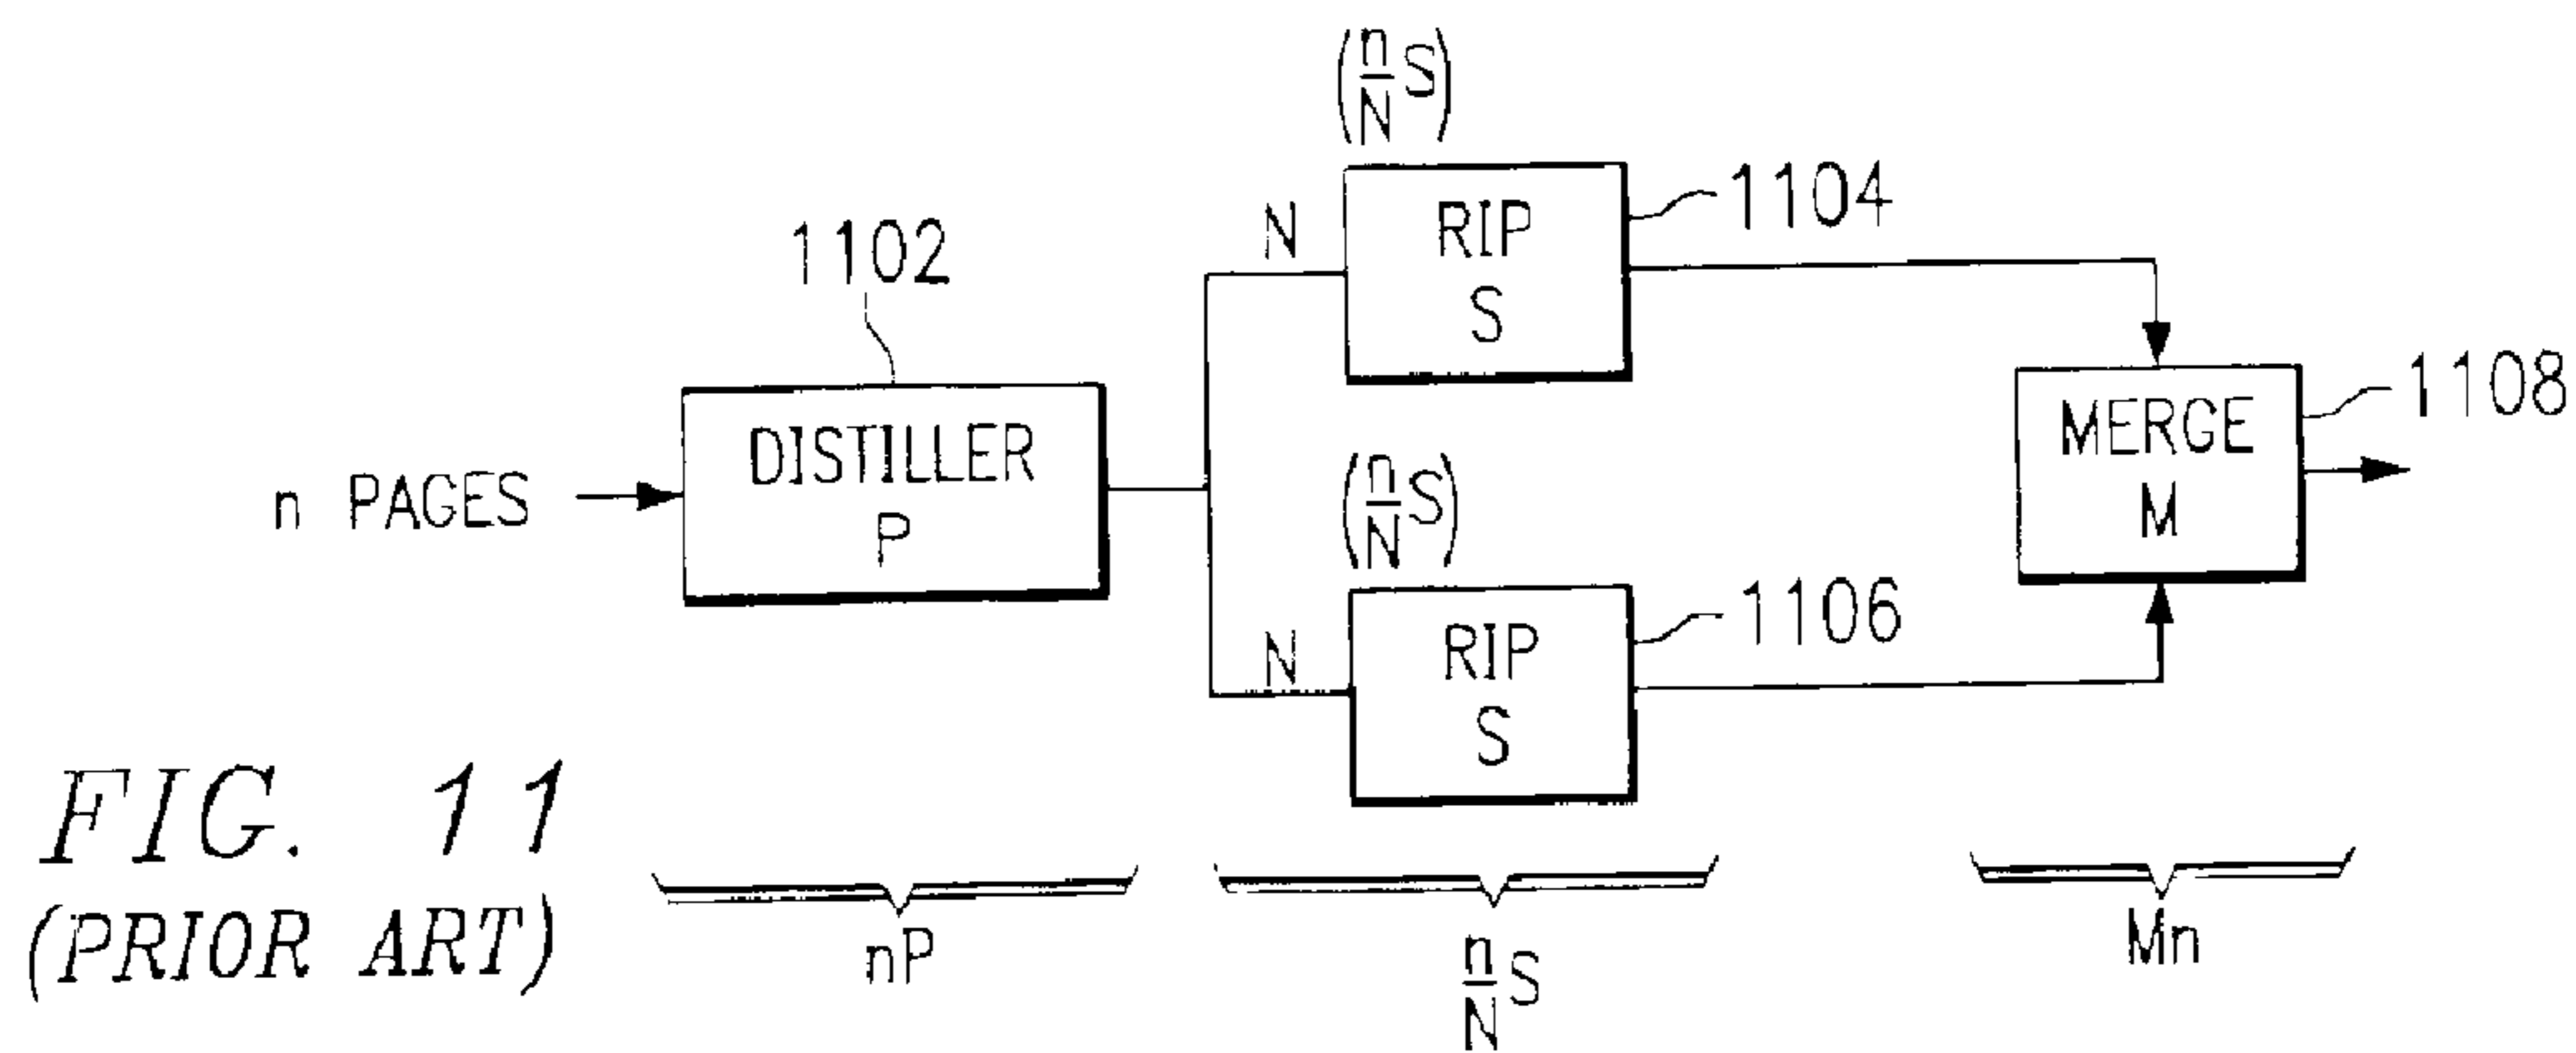 (n/N S)
1104
N
RIP
S
1102
n PAGES
DISTILLER
P
MERGE
M
1108
(n/N S)
1106
N
RIP
S
FIG. 11
(PRIOR ART)
nP
n/N S
Mn